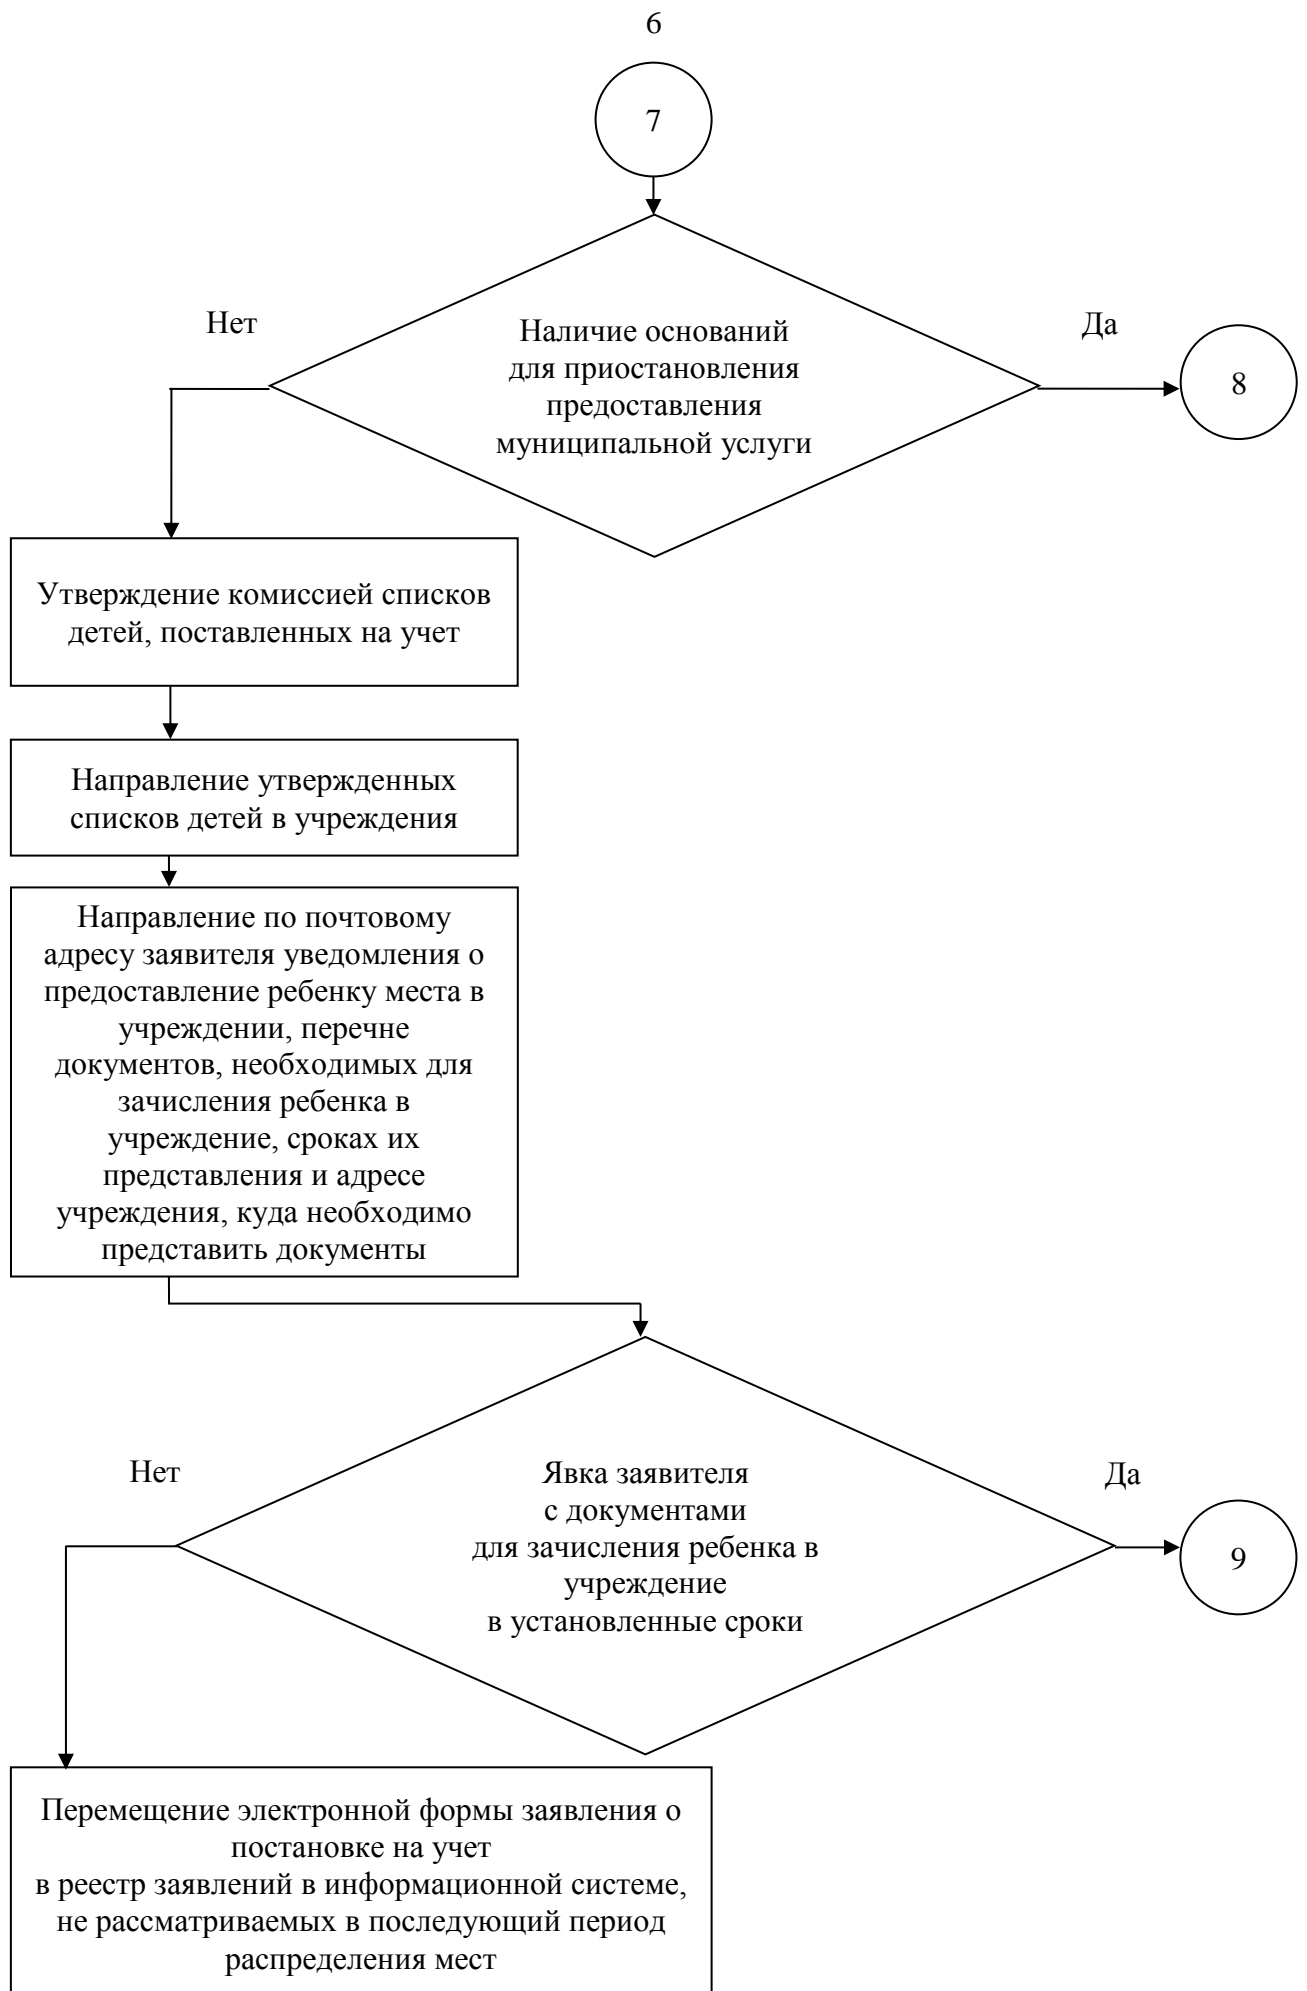 6
7
Нет
Да
Наличие оснований
для приостановления
предоставления
муниципальной услуги
8
Утверждение комиссией списков
детей, поставленных на учет
Направление утвержденных
списков детей в учреждения
Направление по почтовому
адресу заявителя уведомления о
предоставление ребенку места в
учреждении, перечне
документов, необходимых для
зачисления ребенка в
учреждение, сроках их
представления и адресе
учреждения, куда необходимо
представить документы
Нет
Да
Явка заявителя
с документами
для зачисления ребенка в
учреждение
в установленные сроки
9
Перемещение электронной формы заявления о
постановке на учет
в реестр заявлений в информационной системе,
не рассматриваемых в последующий период
распределения мест